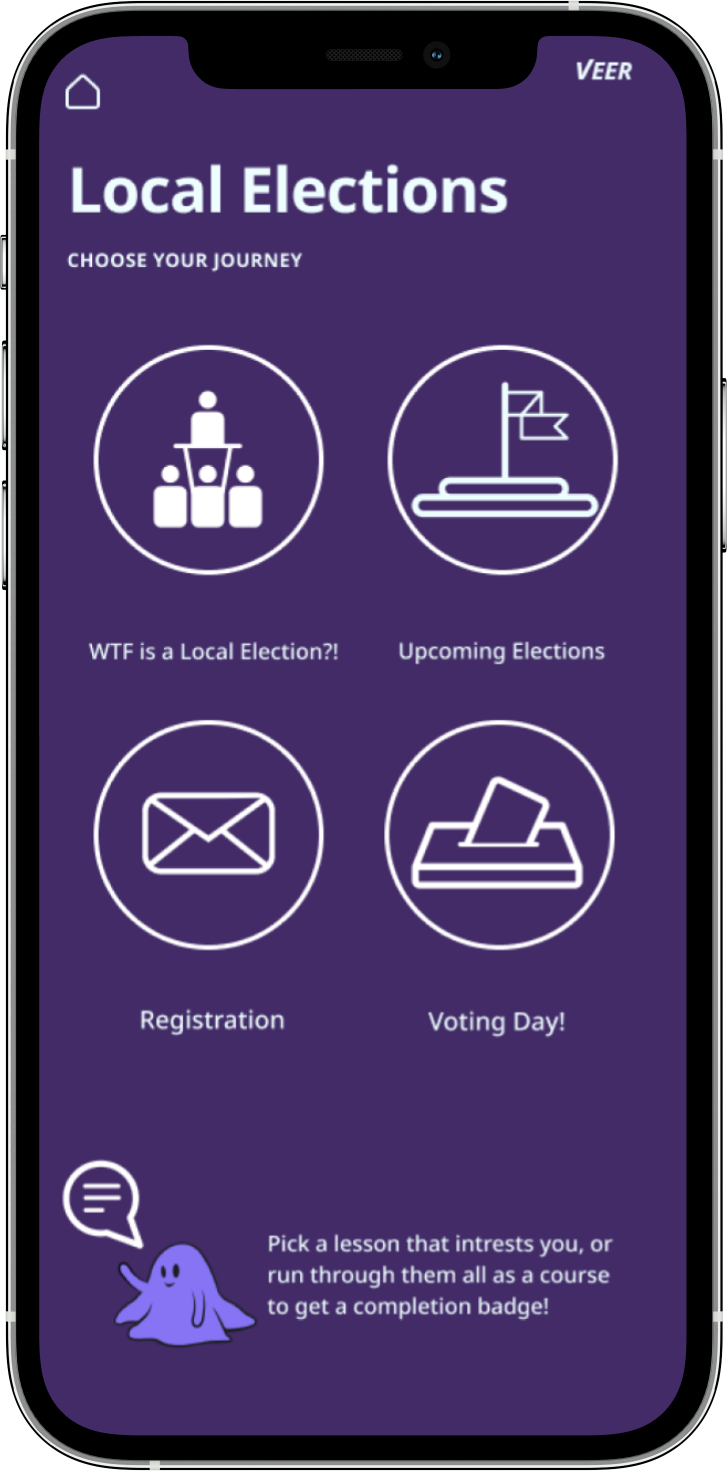 VEER
Local Elections
CHOOSE YOUR JOURNEY
WTF is a Local Election?!
Upcoming Elections
Registration
Voting Day!
Pick a lesson that intrests you, or
run through them all as a course
to get a completion badge!